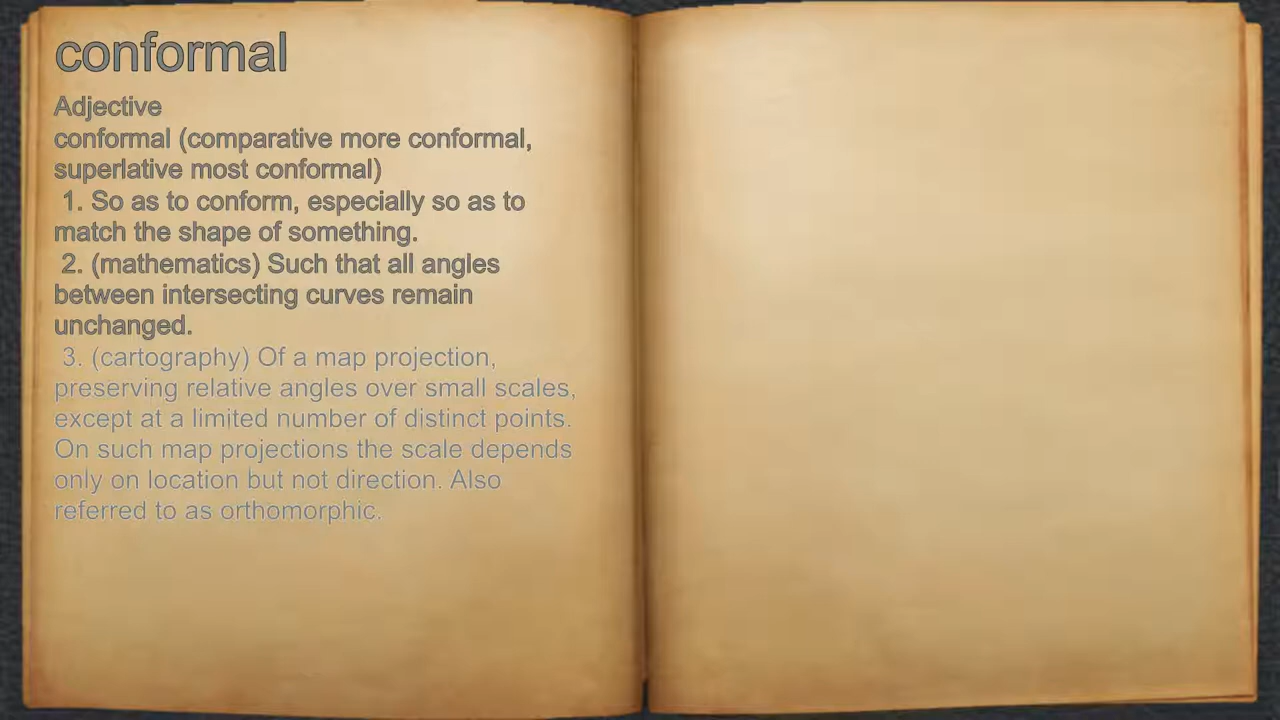 conformal
Adjective
conformal (comparative more conformal,
superlative most conformal)
1. So as to conform, especially so as to
match the shape of something.
2. (mathematics) Such that all angles
between intersecting curves remain
unchanged.
3. (cartography) Of a map projection,
preserving relative angles over small scales,
except at a limited number of distinct points.
On such map projections the scale depends
only on location but not direction. Also
referred to as orthomorphic.